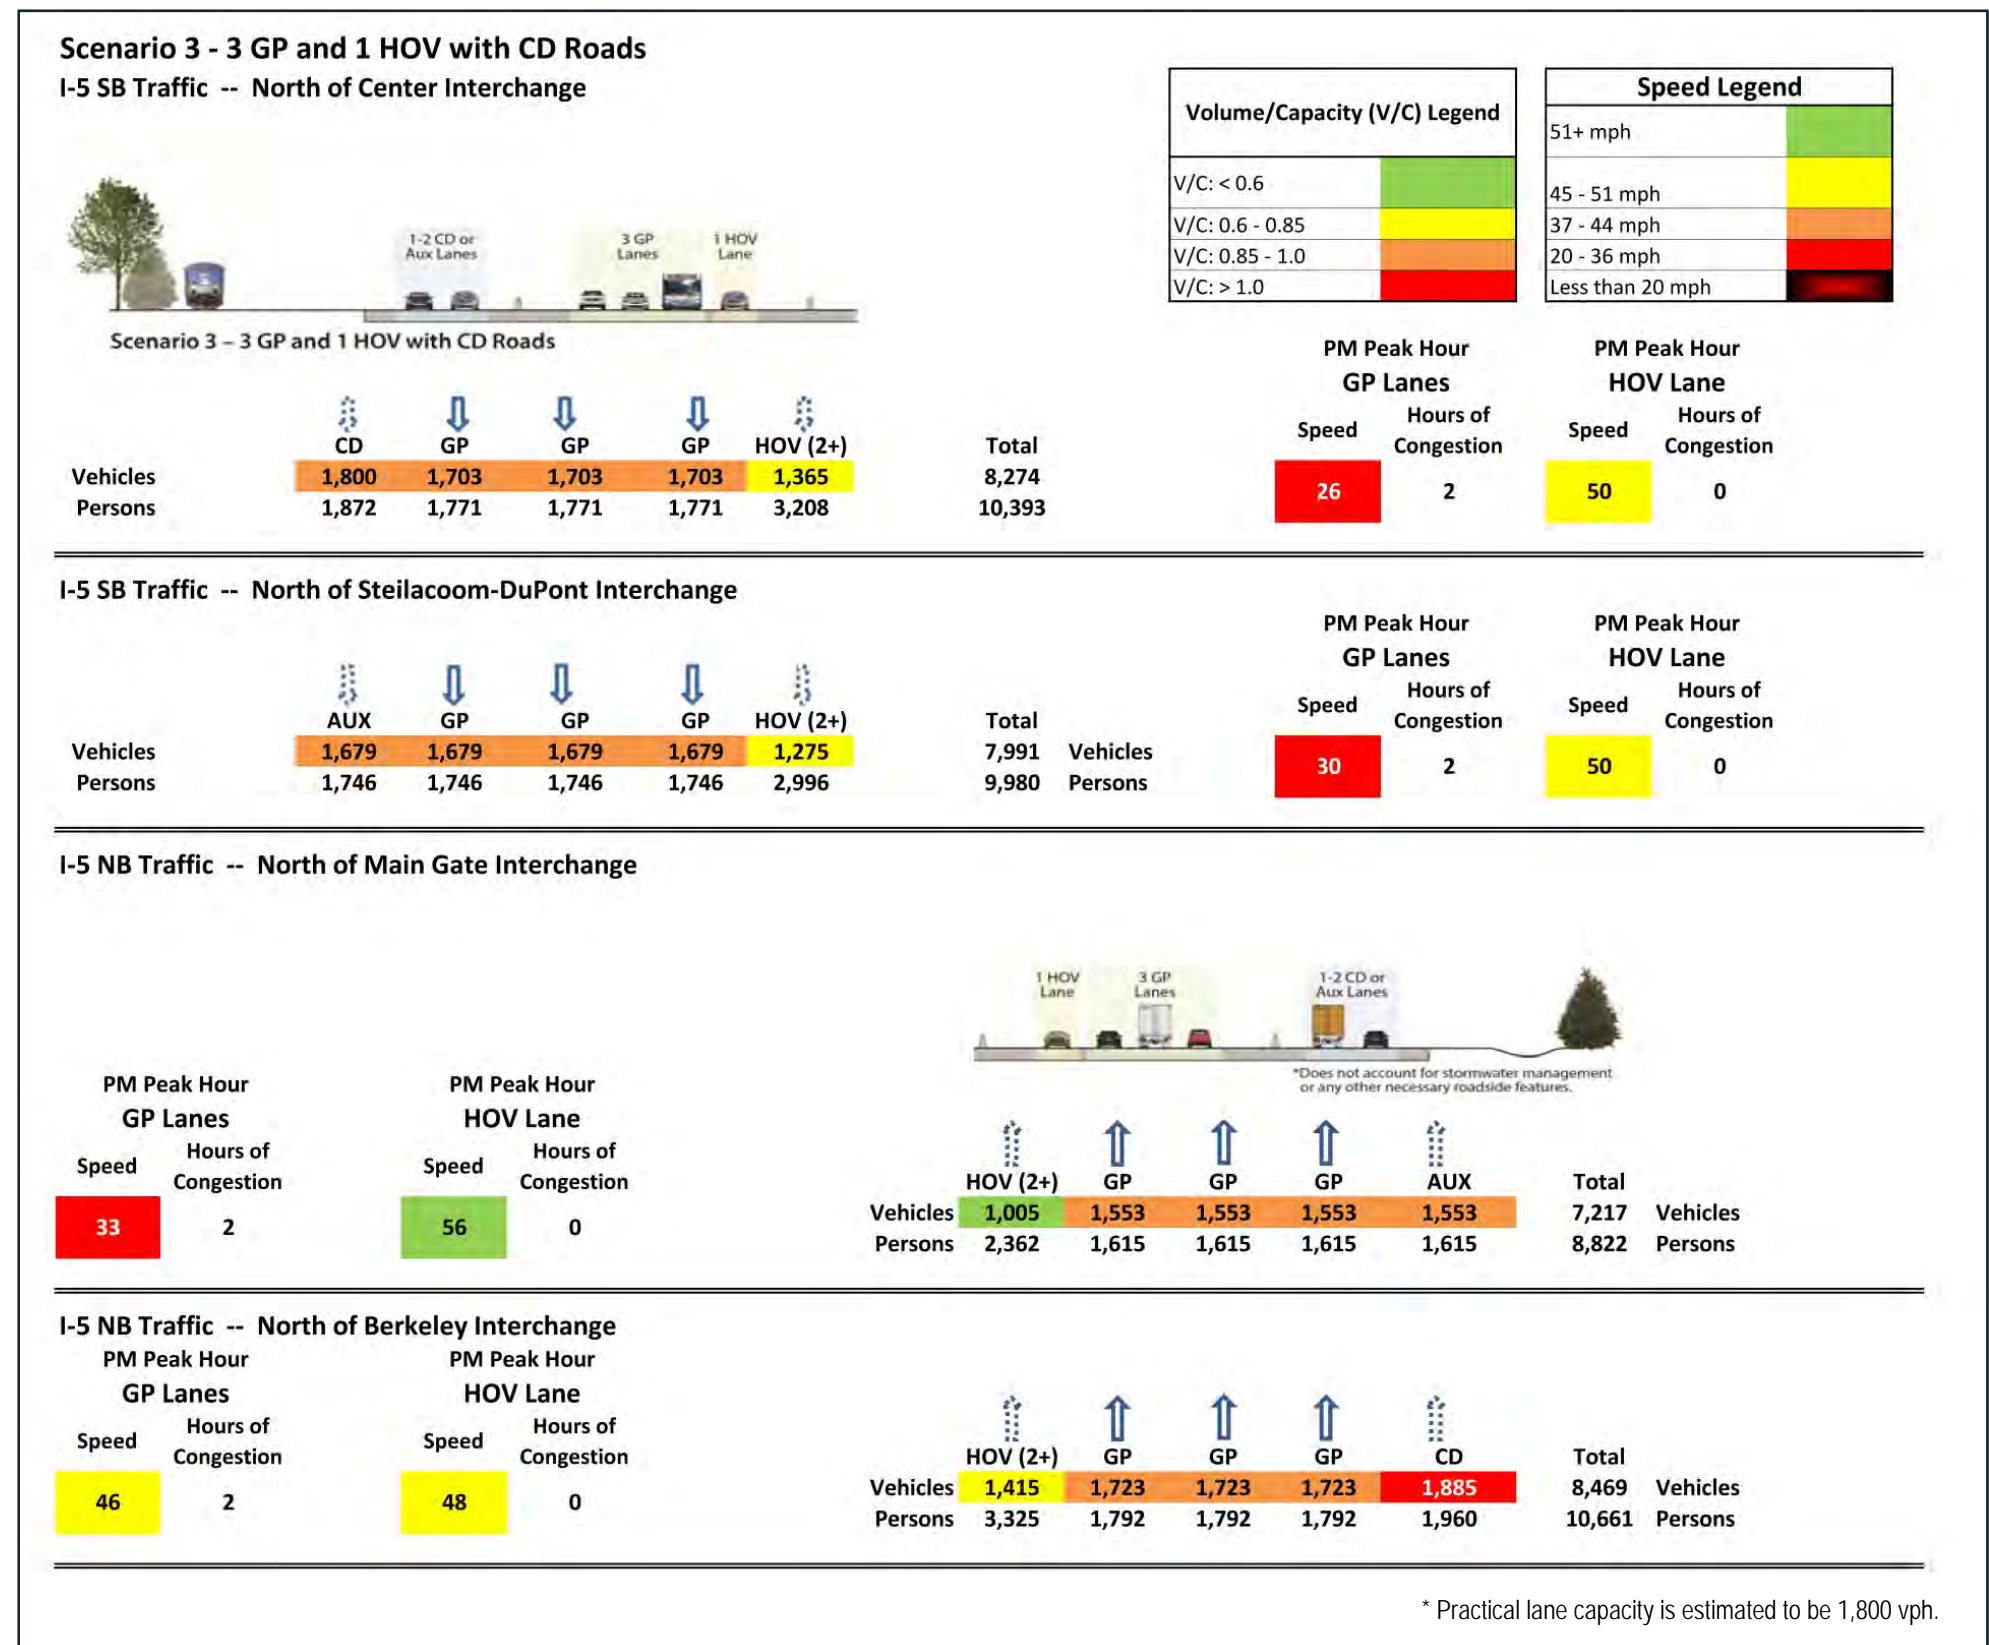 Scenario 3 - 3 GP and 1 HOV with CD Roads
I-5 SB Traffic -- North of Center Interchange
Volume/Capacity (V/C) Legend
V/C: < 0.6
V/C: 0.6 - 0.85
V/C: 0.85 - 1.0
V/C: > 1.0
Speed Legend
51+ mph
45 - 51 mph
37 - 44 mph
20 - 36 mph
Less than 20 mph
1-2 CD or
Aux Lanes
3 GP
Lanes
1 HOV
Lane
Scenario 3 – 3 GP and 1 HOV with CD Roads
PM Peak Hour PM Peak Hour
GP Lanes HOV Lane
Speed Hours of Congestion Speed Hours of Congestion
CD GP GP GP HOV (2+) Total
Vehicles 1,800 1,703 1,703 1,703 1,365 8,274
Persons 1,872 1,771 1,771 1,771 3,208 10,393
26 2 50 0
I-5 SB Traffic -- North of Steilacoom-DuPont Interchange
PM Peak Hour PM Peak Hour
GP Lanes HOV Lane
Speed Hours of Congestion Speed Hours of Congestion
AUX GP GP GP HOV (2+) Total
Vehicles 1,679 1,679 1,679 1,679 1,275 7,991 Vehicles
Persons 1,746 1,746 1,746 1,746 2,996 9,980 Persons
30 2 50 0
I-5 NB Traffic -- North of Main Gate Interchange
1 HOV
Lane
3 GP
Lanes
1-2 CD or
Aux Lanes
*Does not account for stormwater management
or any other necessary roadside features.
PM Peak Hour PM Peak Hour
GP Lanes HOV Lane
Speed Hours of Congestion Speed Hours of Congestion
33 2 56 0
HOV (2+) GP GP GP AUX Total
Vehicles 1,005 1,553 1,553 1,553 1,553 7,217 Vehicles
Persons 2,362 1,615 1,615 1,615 1,615 8,822 Persons
I-5 NB Traffic -- North of Berkeley Interchange
PM Peak Hour PM Peak Hour
GP Lanes HOV Lane
Speed Hours of Congestion Speed Hours of Congestion
46 2 48 0
HOV (2+) GP GP GP CD Total
Vehicles 1,415 1,723 1,723 1,723 1,885 8,469 Vehicles
Persons 3,325 1,792 1,792 1,792 1,960 10,661 Persons
* Practical lane capacity is estimated to be 1,800 vph.